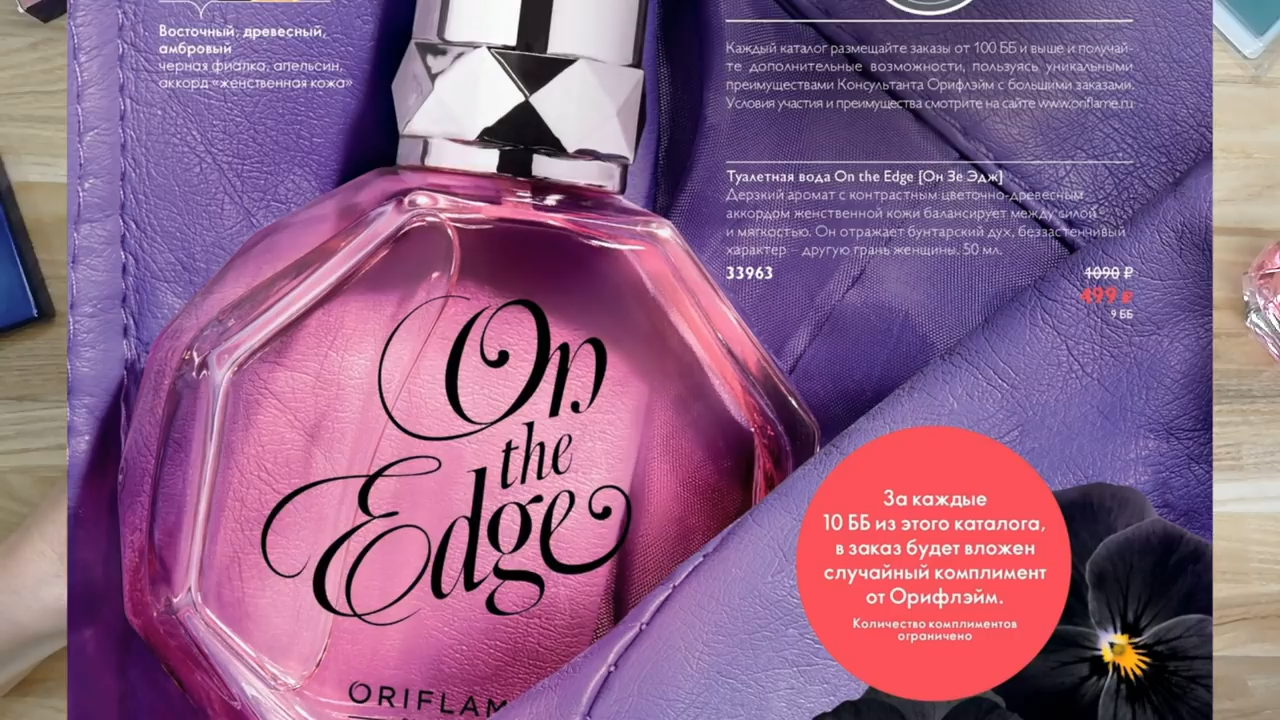 Восточный, древесный,
амбровый
черная фиалка, апельсин,
аккорд «женственная кожа»
Каждый каталог размещайте заказы от 100 ББ и выше и получай-
те дополнительные возможности, пользуясь уникальными
преимуществами Консультанта Орифлэйм с большими заказами.
Условия участия и преимущества смотрите на сайте www.oriflame.ru
Туалетная вода On the Edge [Он Зе Эдж]
Дерзкий аромат с контрастным цветочно-древесным
аккордом женственной кожи балансирует между силой
и мягкостью. Он отражает бунтарский дух, беззастенчивый
характер – другую грань женщины. 50 мл.
33963
1090 ₽
499 ₽
9 ББ
On
the
Edge
ORIFLAM
За каждые
10 ББ из этого каталога,
в заказ будет вложен
случайный комплимент
от Орифлэйм.
Количество комплиментов
ограничено